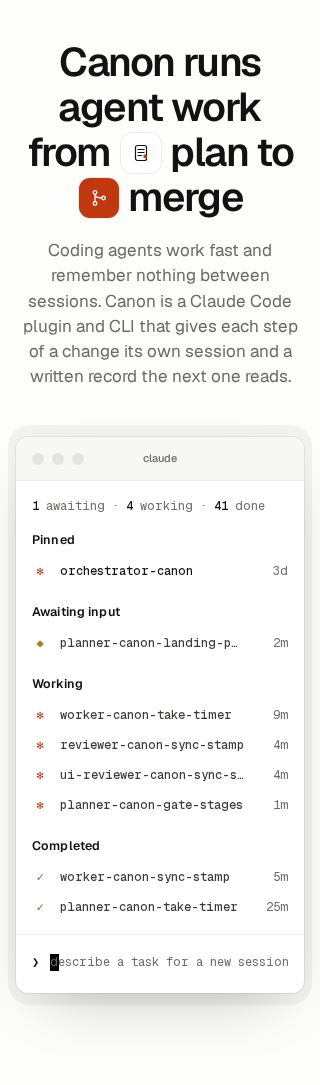 Canon runs
agent work
from plan to
merge
Coding agents work fast and
remember nothing between
sessions. Canon is a Claude Code
plugin and CLI that gives each step
of a change its own session and a
written record the next one reads.
claude
1 awaiting · 4 working · 41 done
Pinned
✻ orchestrator-canon 3d
Awaiting input
◆ planner-canon-landing-p… 2m
Working
✻ worker-canon-take-timer 9m
✻ reviewer-canon-sync-stamp 4m
✻ ui-reviewer-canon-sync-s… 4m
✻ planner-canon-gate-stages 1m
Completed
✓ worker-canon-sync-stamp 5m
✓ planner-canon-take-timer 25m
❯ describe a task for a new session